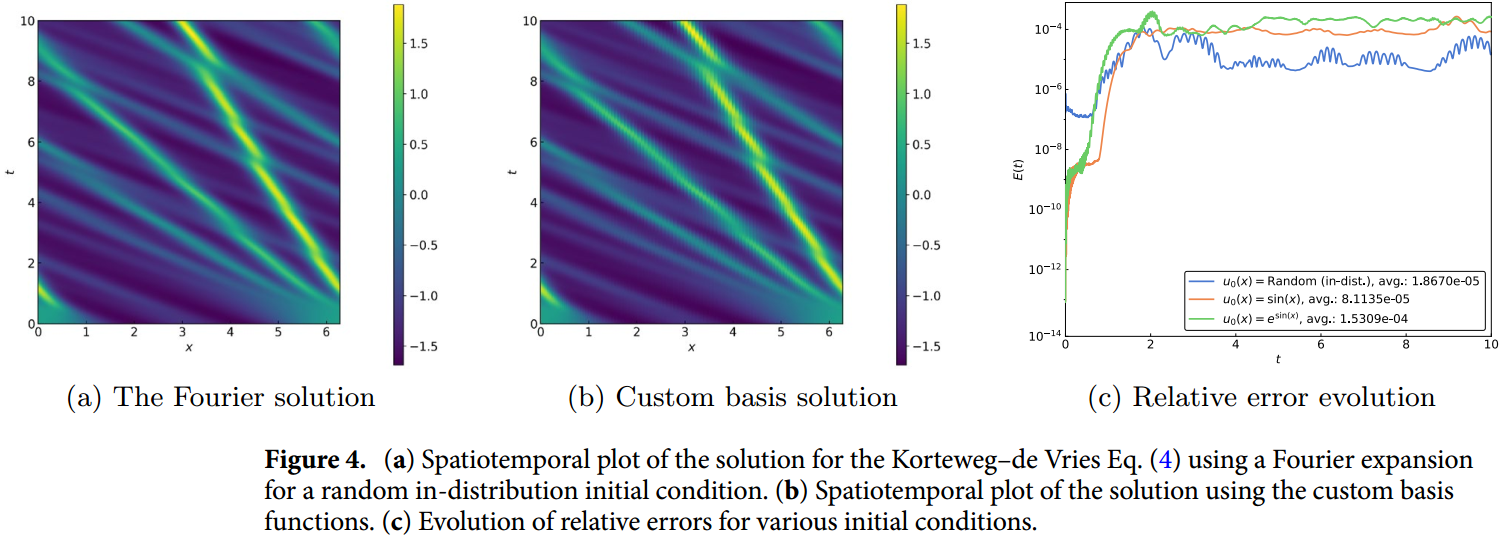 10
8
6
4
2
0
t
0 1 2 3 4 5 6
x
1.5
1.0
0.5
0.0
−0.5
−1.0
−1.5
(a) The Fourier solution
10
8
6
4
2
0
t
0 1 2 3 4 5 6
x
1.5
1.0
0.5
0.0
−0.5
−1.0
−1.5
(b) Custom basis solution
10⁻⁴
10⁻⁶
10⁻⁸
10⁻¹⁰
10⁻¹²
10⁻¹⁴
E(t)
u₀(x) = Random (in-dist.), avg.: 1.8670e-05
u₀(x) = sin(x), avg.: 8.1135e-05
u₀(x) = e^sin(x), avg.: 1.5309e-04
0 2 4 6 8 10
t
(c) Relative error evolution
Figure 4. (a) Spatiotemporal plot of the solution for the Korteweg–de Vries Eq. (4) using a Fourier expansion
for a random in-distribution initial condition. (b) Spatiotemporal plot of the solution using the custom basis
functions. (c) Evolution of relative errors for various initial conditions.